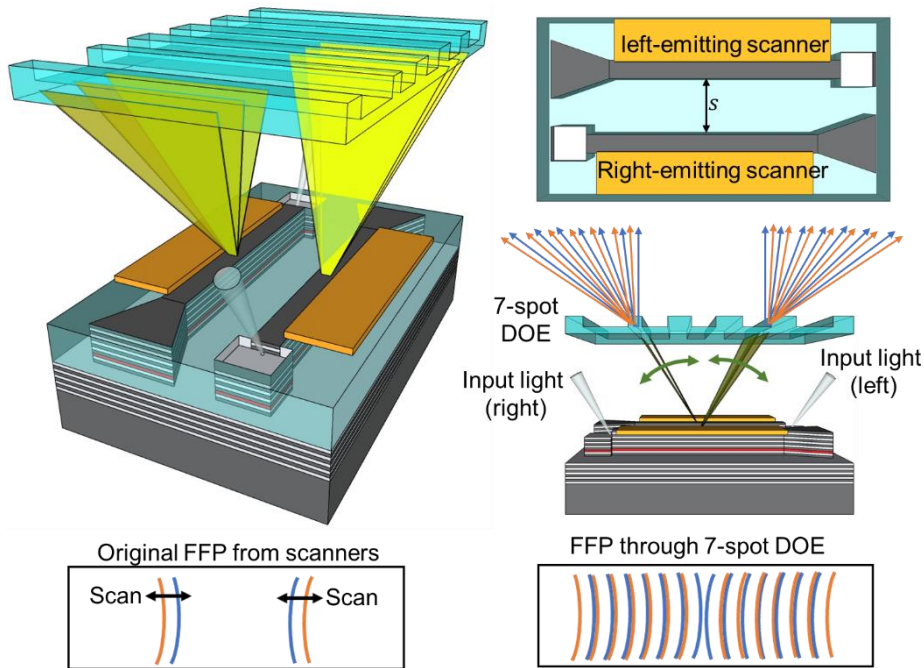 left-emitting scanner
S
Right-emitting scanner
7-spot
DOE
Input light
(right)
Input light
(left)
Original FFP from scanners
Scan
Scan
FFP through 7-spot DOE